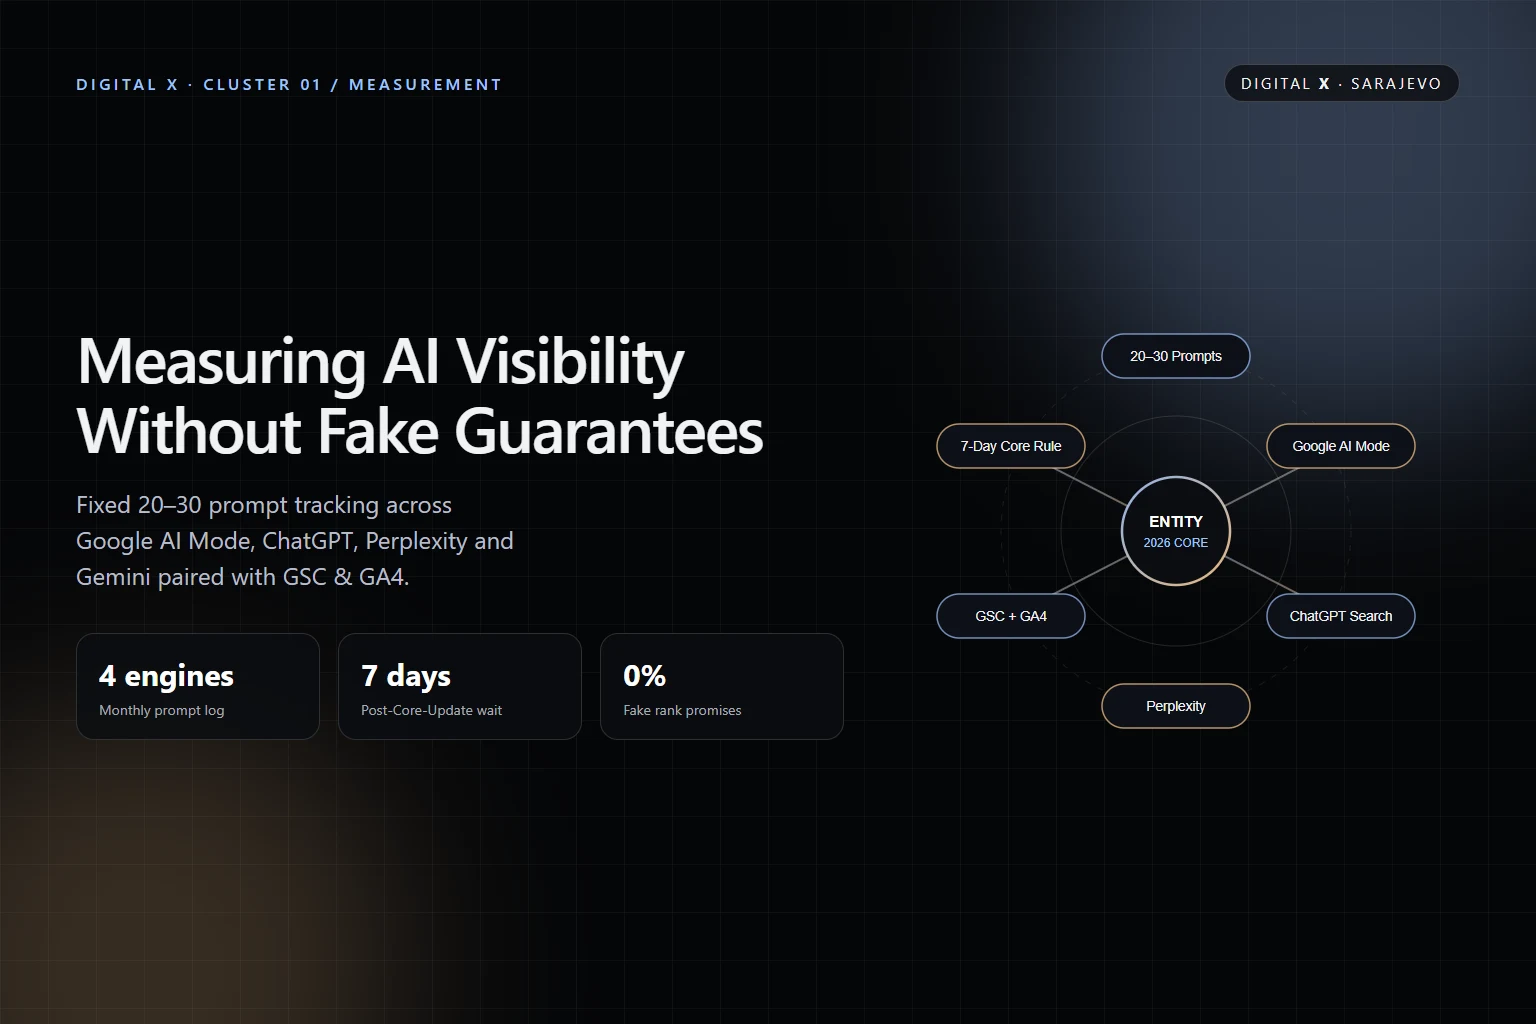 DIGITAL X · CLUSTER 01 / MEASUREMENT
DIGITAL X · SARAJEVO
Measuring AI Visibility
Without Fake Guarantees
Fixed 20–30 prompt tracking across
Google AI Mode, ChatGPT, Perplexity and
Gemini paired with GSC & GA4.
4 engines
Monthly prompt log
7 days
Post-Core-Update wait
0%
Fake rank promises
20–30 Prompts
7-Day Core Rule
Google AI Mode
ENTITY
2026 CORE
GSC + GA4
ChatGPT Search
Perplexity